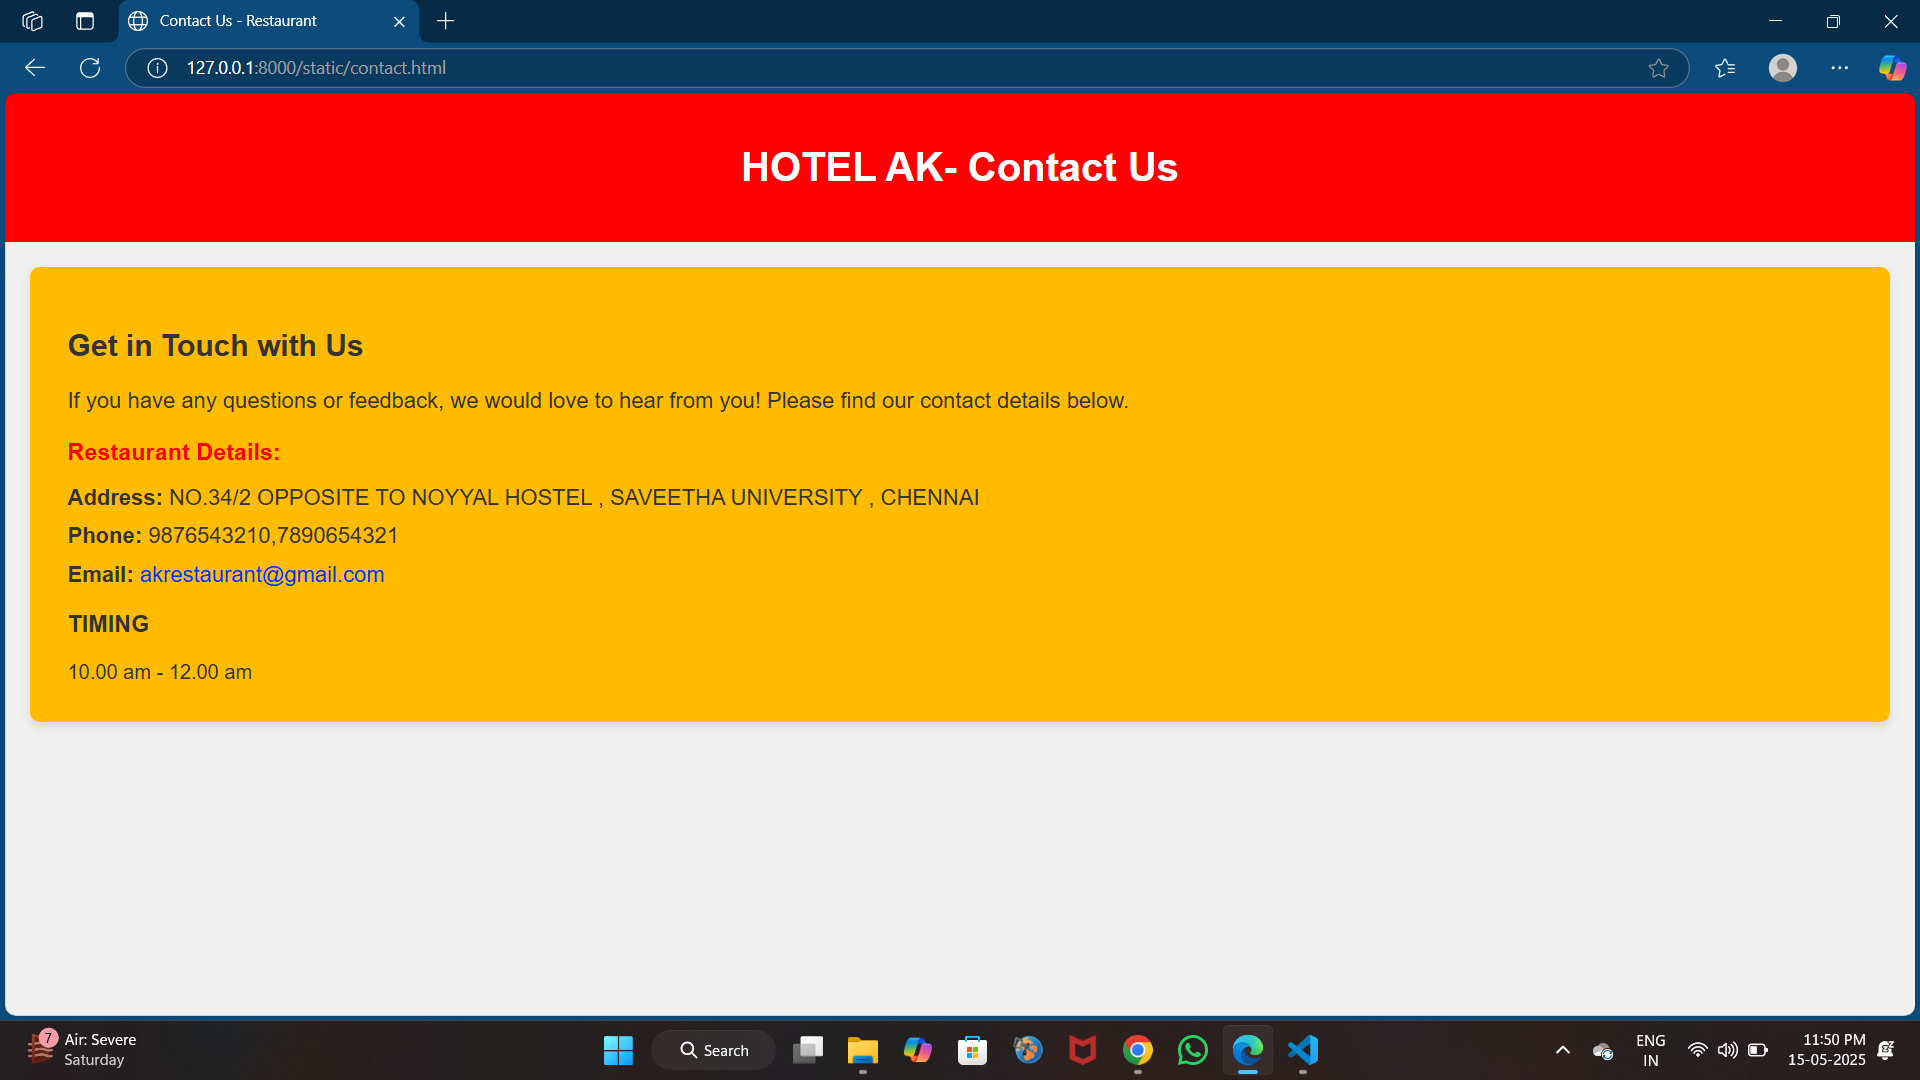 Contact Us - Restaurant
127.0.0.1:8000/static/contact.html
HOTEL AK- Contact Us
Get in Touch with Us
If you have any questions or feedback, we would love to hear from you! Please find our contact details below.
Restaurant Details:
Address: NO.34/2 OPPOSITE TO NOYYAL HOSTEL , SAVEETHA UNIVERSITY , CHENNAI
Phone: 9876543210,7890654321
Email: akrestaurant@gmail.com
TIMING
10.00 am - 12.00 am
7
Air: Severe
Saturday
Search
ENG
IN
11:50 PM
15-05-2025